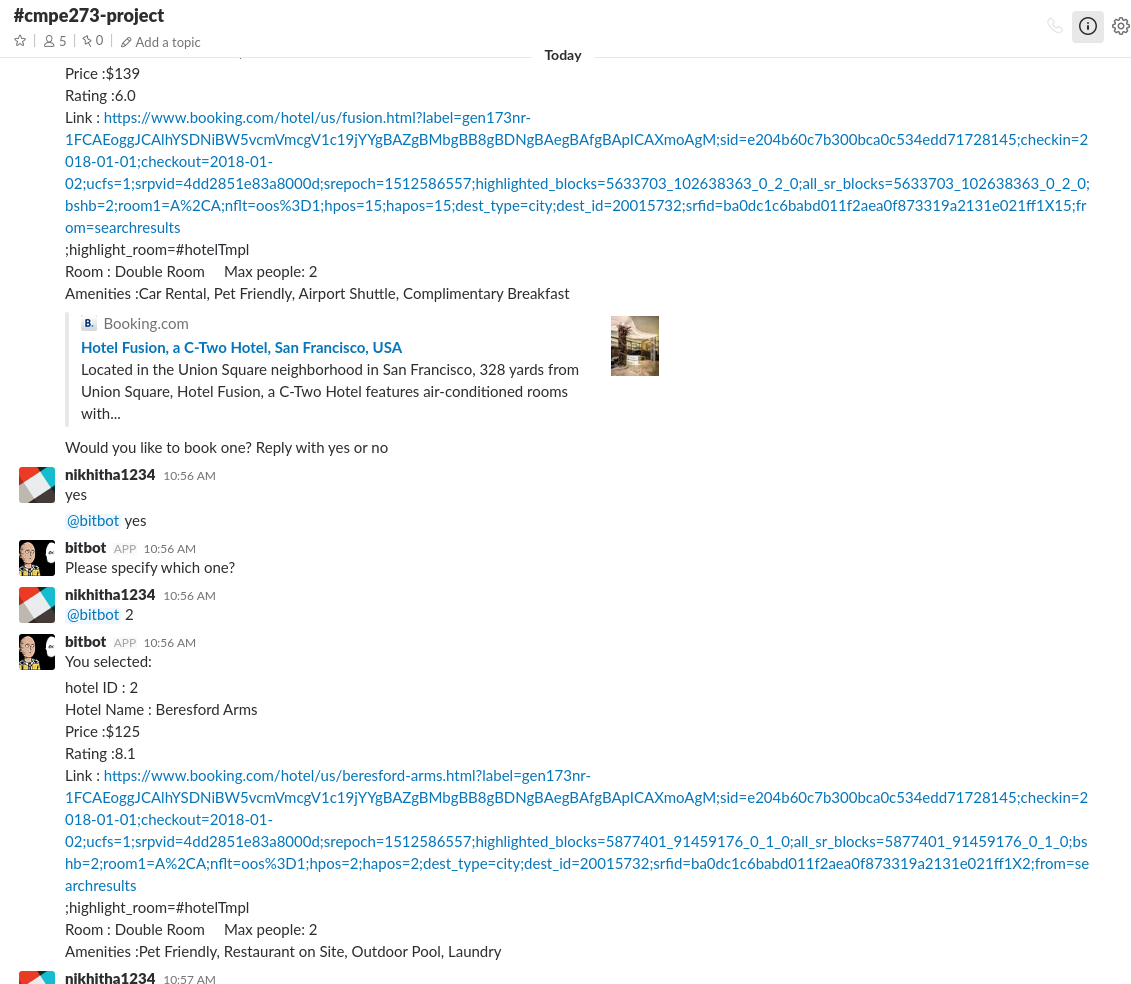 #cmpe273-project
5 0 Add a topic
Today
Price :$139
Rating :6.0
Link : https://www.booking.com/hotel/us/fusion.html?label=gen173nr-
1FCAEoggJCAlhYSDNiBW5vcmVmcgV1c19jYYgBAZgBMbgBB8gBDNgBAegBAfgBApICAXmoAgM;sid=e204b60c7b300bca0c534edd71728145;checkin=2
018-01-01;checkout=2018-01-
02;ucfs=1;srpvid=4dd2851e83a8000d;srepoch=1512586557;highlighted_blocks=5633703_102638363_0_2_0;all_sr_blocks=5633703_102638363_0_2_0;
bshb=2;room1=A%2CA;nflt=oos%3D1;hpos=15;hapos=15;dest_type=city;dest_id=20015732;srfid=ba0dc1c6babd011f2aea0f873319a2131e021ff1X15;fr
om=searchresults
;highlight_room=#hotelTmpl
Room : Double Room Max people: 2
Amenities :Car Rental, Pet Friendly, Airport Shuttle, Complimentary Breakfast
B. Booking.com
Hotel Fusion, a C-Two Hotel, San Francisco, USA
Located in the Union Square neighborhood in San Francisco, 328 yards from
Union Square, Hotel Fusion, a C-Two Hotel features air-conditioned rooms
with...
Would you like to book one? Reply with yes or no
nikhitha1234 10:56 AM
yes
@bitbot yes
bitbot APP 10:56 AM
Please specify which one?
nikhitha1234 10:56 AM
@bitbot 2
bitbot APP 10:56 AM
You selected:
hotel ID : 2
Hotel Name : Beresford Arms
Price :$125
Rating :8.1
Link : https://www.booking.com/hotel/us/beresford-arms.html?label=gen173nr-
1FCAEoggJCAlhYSDNiBW5vcmVmcgV1c19jYYgBAZgBMbgBB8gBDNgBAegBAfgBApICAXmoAgM;sid=e204b60c7b300bca0c534edd71728145;checkin=2
018-01-01;checkout=2018-01-
02;ucfs=1;srpvid=4dd2851e83a8000d;srepoch=1512586557;highlighted_blocks=5877401_91459176_0_1_0;all_sr_blocks=5877401_91459176_0_1_0;bs
hb=2;room1=A%2CA;nflt=oos%3D1;hpos=2;hapos=2;dest_type=city;dest_id=20015732;srfid=ba0dc1c6babd011f2aea0f873319a2131e021ff1X2;from=se
archresults
;highlight_room=#hotelTmpl
Room : Double Room Max people: 2
Amenities :Pet Friendly, Restaurant on Site, Outdoor Pool, Laundry
nikhitha1234 10:57 AM